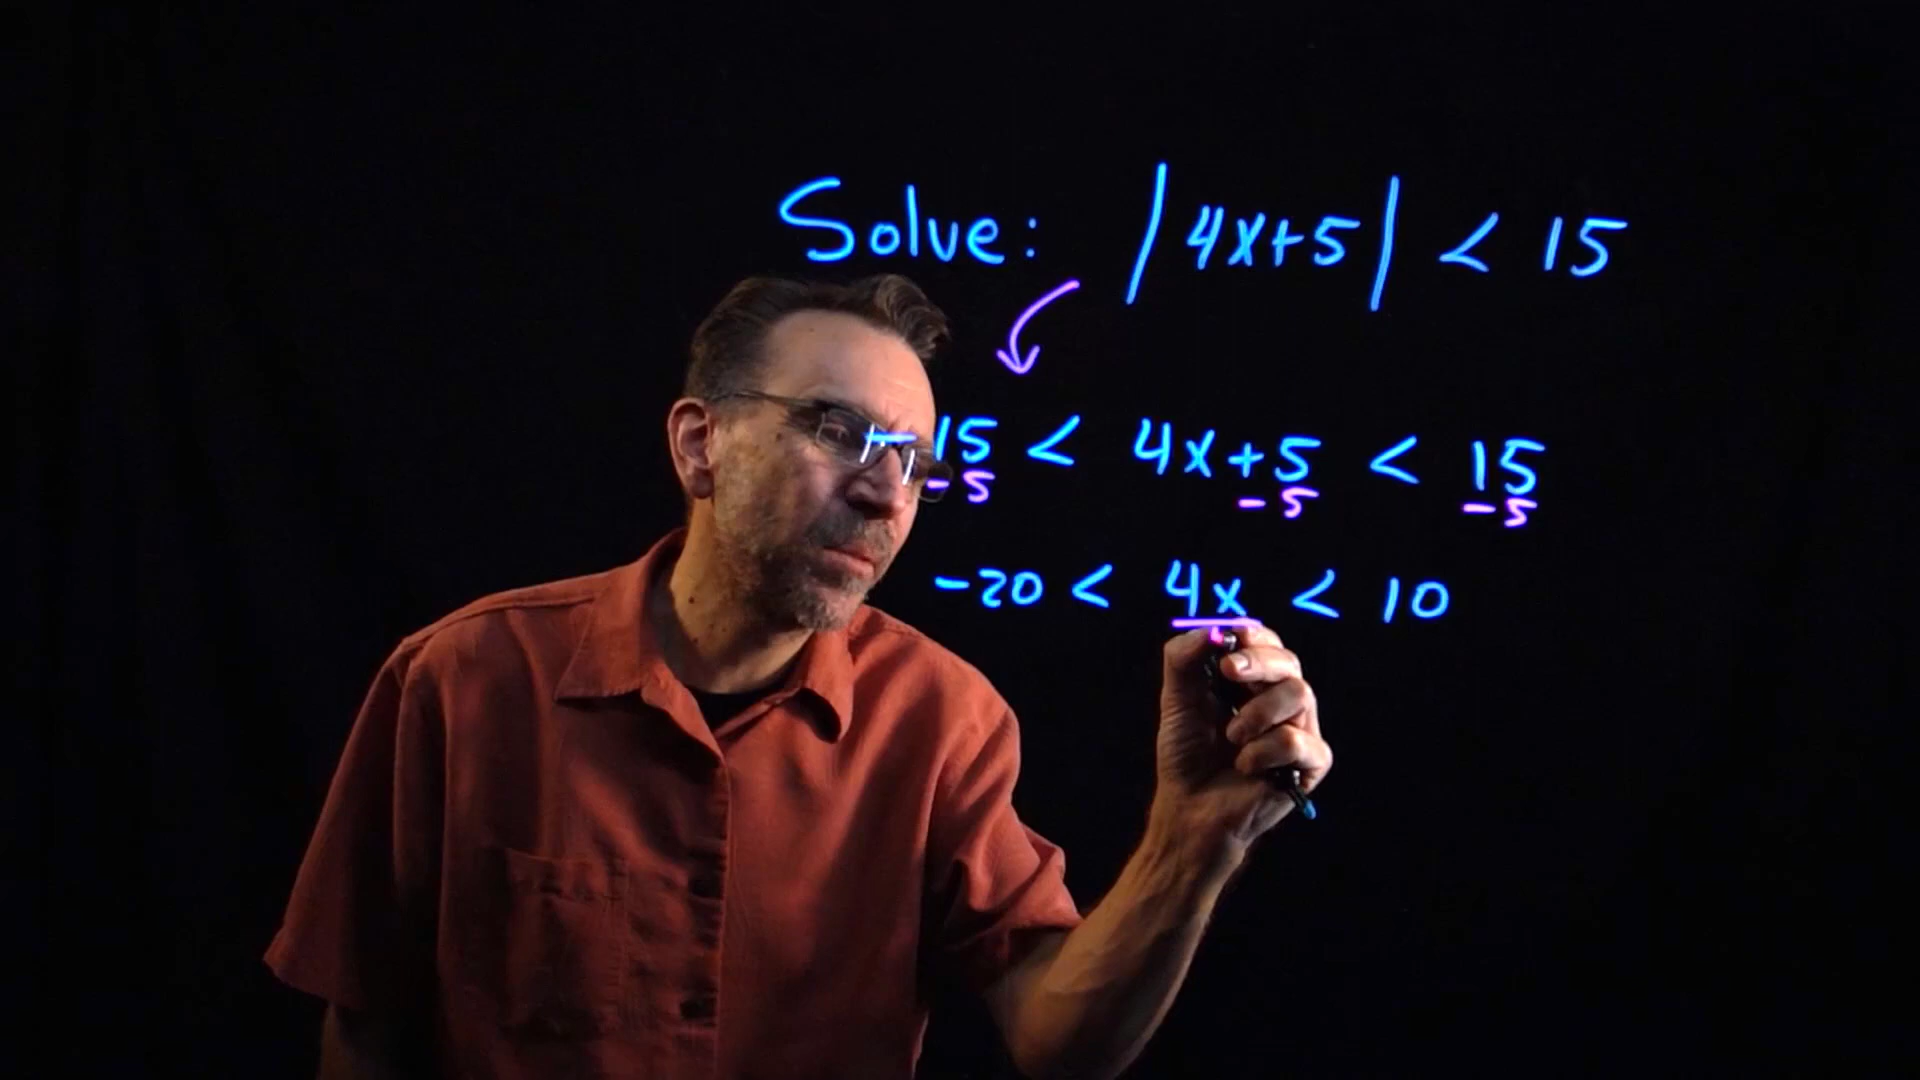 Solve: |4x+5| < 15
-15 < 4x+5 < 15
-5 -5 -5
-20 < 4x < 10